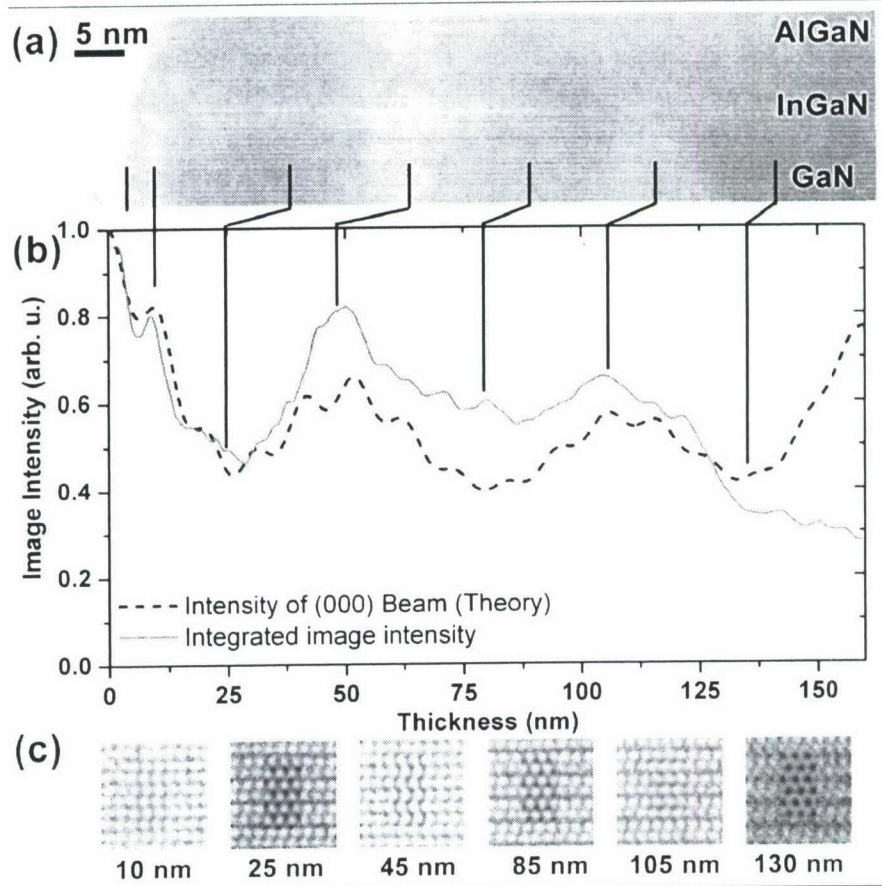 (a) 5 nm
AlGaN
InGaN
GaN
(b)
1.0
0.8
0.6
0.4
0.2
0.0
Image Intensity (arb. u.)
Intensity of (000) Beam (Theory)
Integrated image intensity
0 25 50 75 100 125 150
Thickness (nm)
(c)
10 nm 25 nm 45 nm 85 nm 105 nm 130 nm